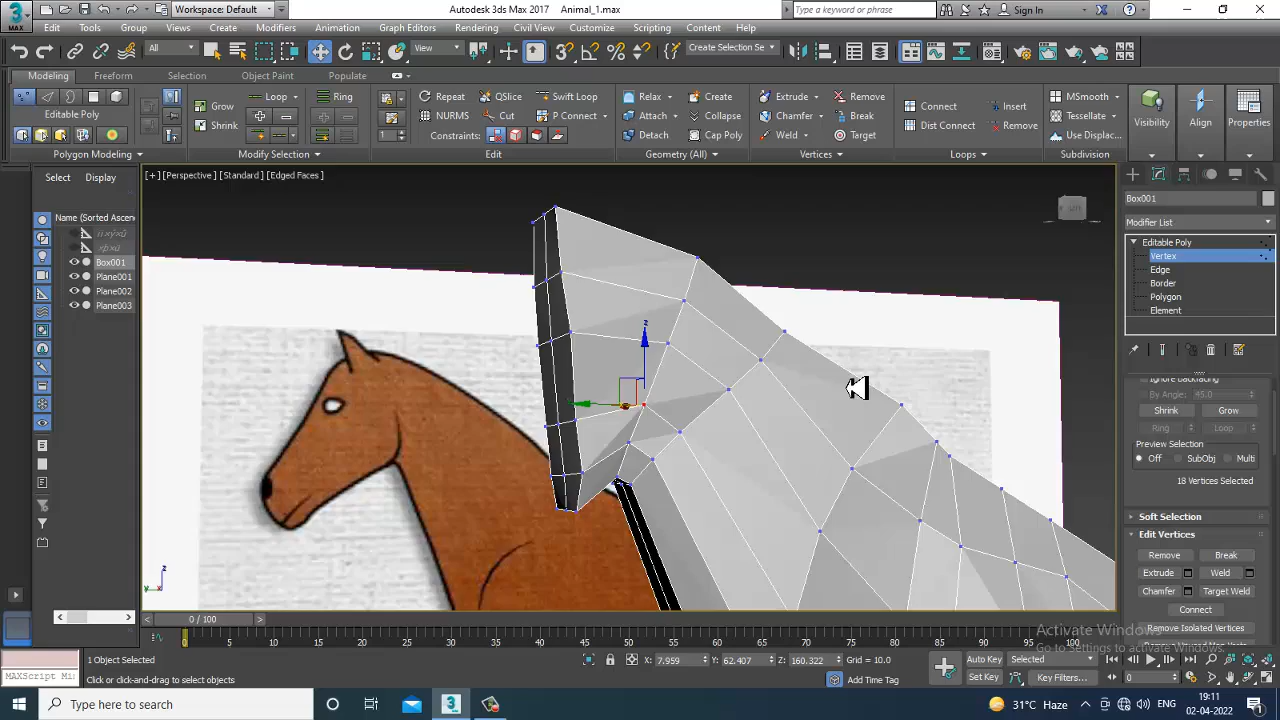 Workspace: Default
Autodesk 3ds Max 2017 Animal_1.max
Type a keyword or phrase
Sign In
MAX
Edit Tools Group Views Create Modifiers Animation Graph Editors Rendering Civil View Customize Scripting Content Help
All
View
Create Selection Se
Modeling Freeform Selection Object Paint Populate
Grow Loop Ring Repeat QSlice Swift Loop Relax Create Extrude Remove Connect Insert MSmooth
Editable Poly
Shrink NURMS Cut P Connect Attach Collapse Chamfer Break Dist Connect Remove Tessellate
1 Constraints: Detach Cap Poly Weld Target Use Displac...
Visibility Align Properties
Polygon Modeling Modify Selection Edit Geometry (All) Vertices Loops Subdivision
Select Display
[+] [Perspective] [Standard] [Edged Faces]
Name (Sorted Ascen
Box001
Plane001
Plane002
Plane003
z
z
y
Box001
Modifier List
Editable Poly
Vertex
Edge
Border
Polygon
Element
Ignore Backfacing
By Angle: 45.0
Shrink Grow
Ring Loop
Preview Selection
Off SubObj Multi
18 Vertices Selected
Soft Selection
Edit Vertices
Remove Break
Extrude Weld
Chamfer Target Weld
Connect
Remove Isolated Vertices
0 / 100
0 5 10 15 20 25 30 35 40 45 50 55 60 65 70 75 80 85 90 95 100
Activate Windows
Go to Settings to activate Windows.
1 Object Selected
X: 7.959 Y: 62.407 Z: 160.322 Grid = 10.0
Auto Key Selected
MAXScript Mi:
Click or click-and-drag to select objects
Add Time Tag
Set Key Key Filters...
0
Type here to search
31°C Haze
19:11
02-04-2022
1